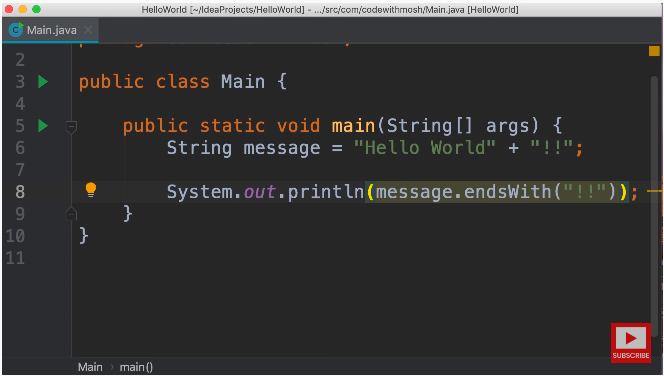 HelloWorld [~/IdeaProjects/HelloWorld] - .../src/com/codewithmosh/Main.java [HelloWorld]
Main.java
2
3 public class Main {
4
5 public static void main(String[] args) {
6 String message = "Hello World" + "!!";
7
8 System.out.println(message.endsWith("!!"));
9 }
10 }
11
SUBSCRIBE
Main › main()